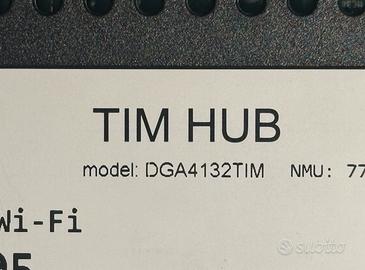 TIM HUB
model: DGA4132TIM NMU: 77
Wi-Fi
subito